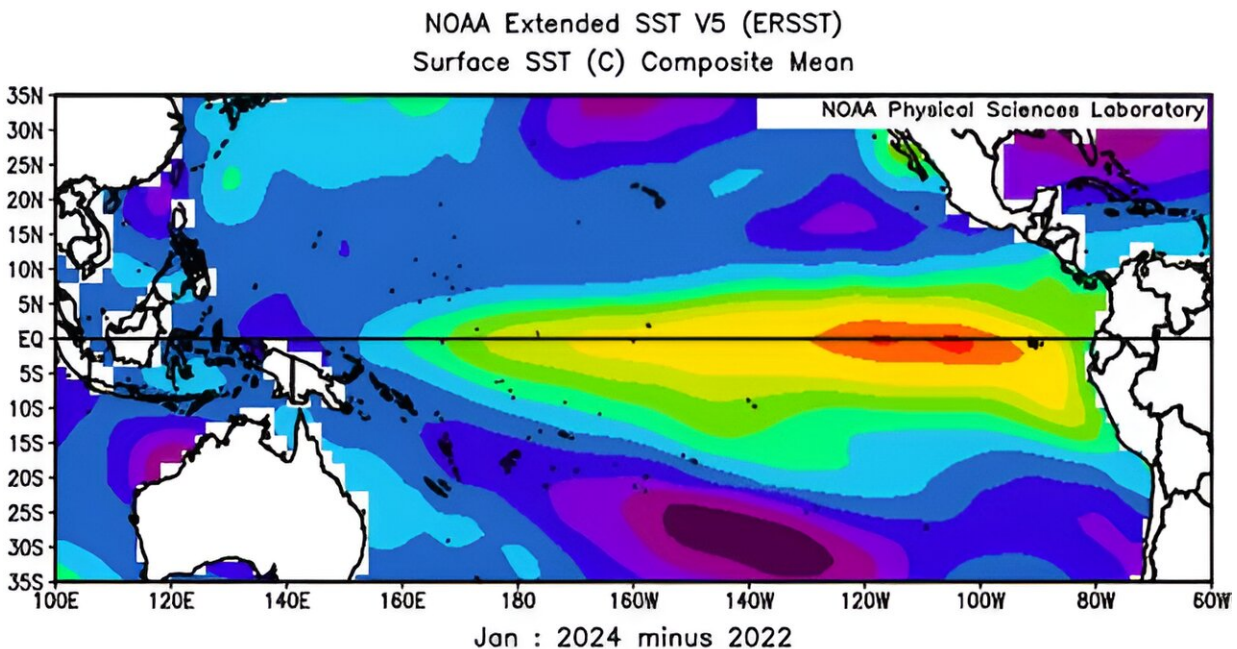 NOAA Extended SST V5 (ERSST)
Surface SST (C) Composite Mean
NOAA Physical Sciences Laboratory
35N
30N
25N
20N
15N
10N
5N
EQ
5S
10S
15S
20S
25S
30S
35S
100E 120E 140E 160E 180 160W 140W 120W 100W 80W 60W
Jan : 2024 minus 2022